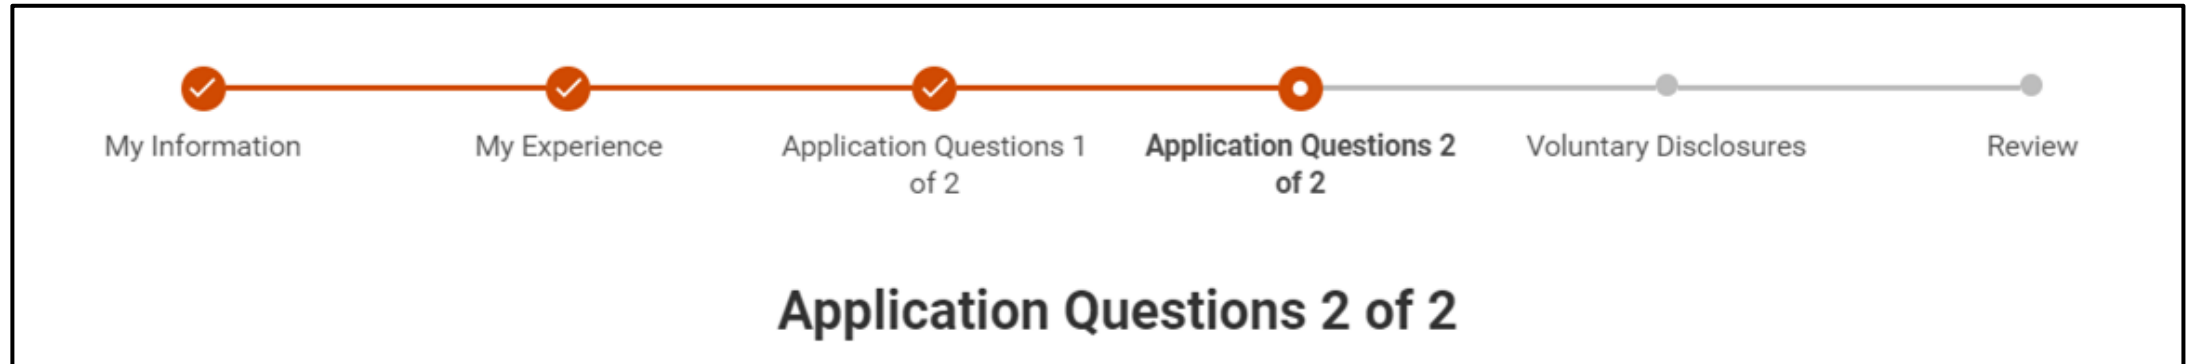 My Information
My Experience
Application Questions 1
of 2
Application Questions 2
of 2
Voluntary Disclosures
Review
Application Questions 2 of 2